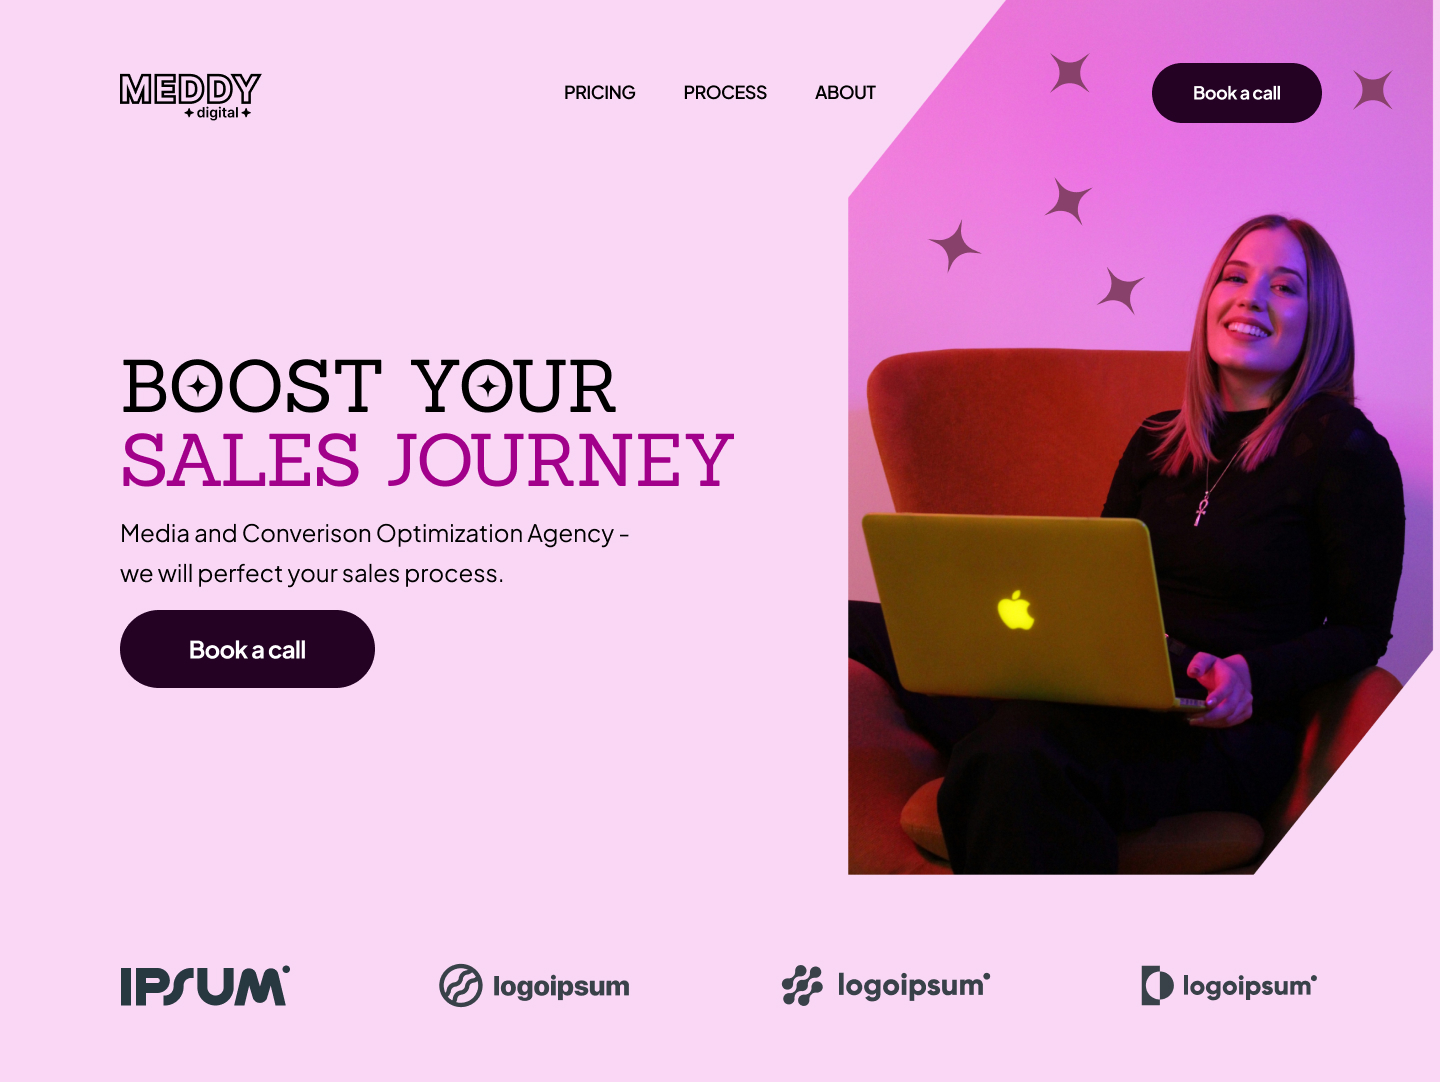 MEDDY
digital
PRICING
PROCESS
ABOUT
Book a call
BOOST YOUR
SALES JOURNEY
Media and Converison Optimization Agency -
we will perfect your sales process.
Book a call
IPSUM
logoipsum
logoipsum
logoipsum